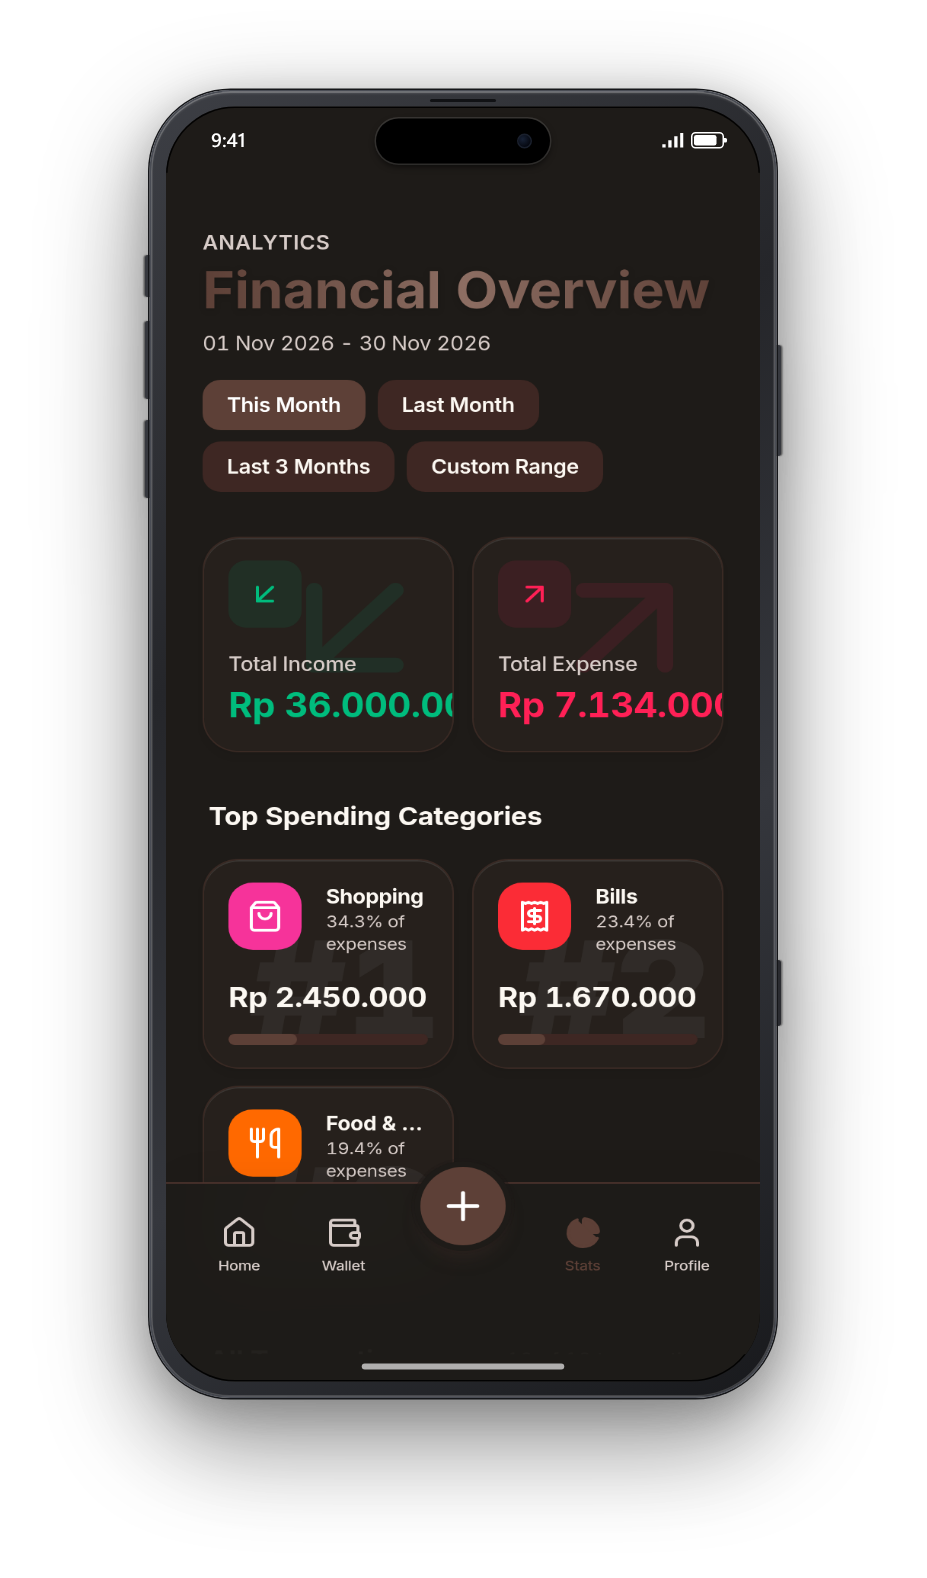 9:41
ANALYTICS
Financial Overview
01 Nov 2026 - 30 Nov 2026
This Month
Last Month
Last 3 Months
Custom Range
Total Income
Rp 36.000.00
Total Expense
Rp 7.134.000
Top Spending Categories
#1
Shopping
34.3% of
expenses
Rp 2.450.000
#2
Bills
23.4% of
expenses
Rp 1.670.000
Food & ...
19.4% of
expenses
Home
Wallet
Stats
Profile